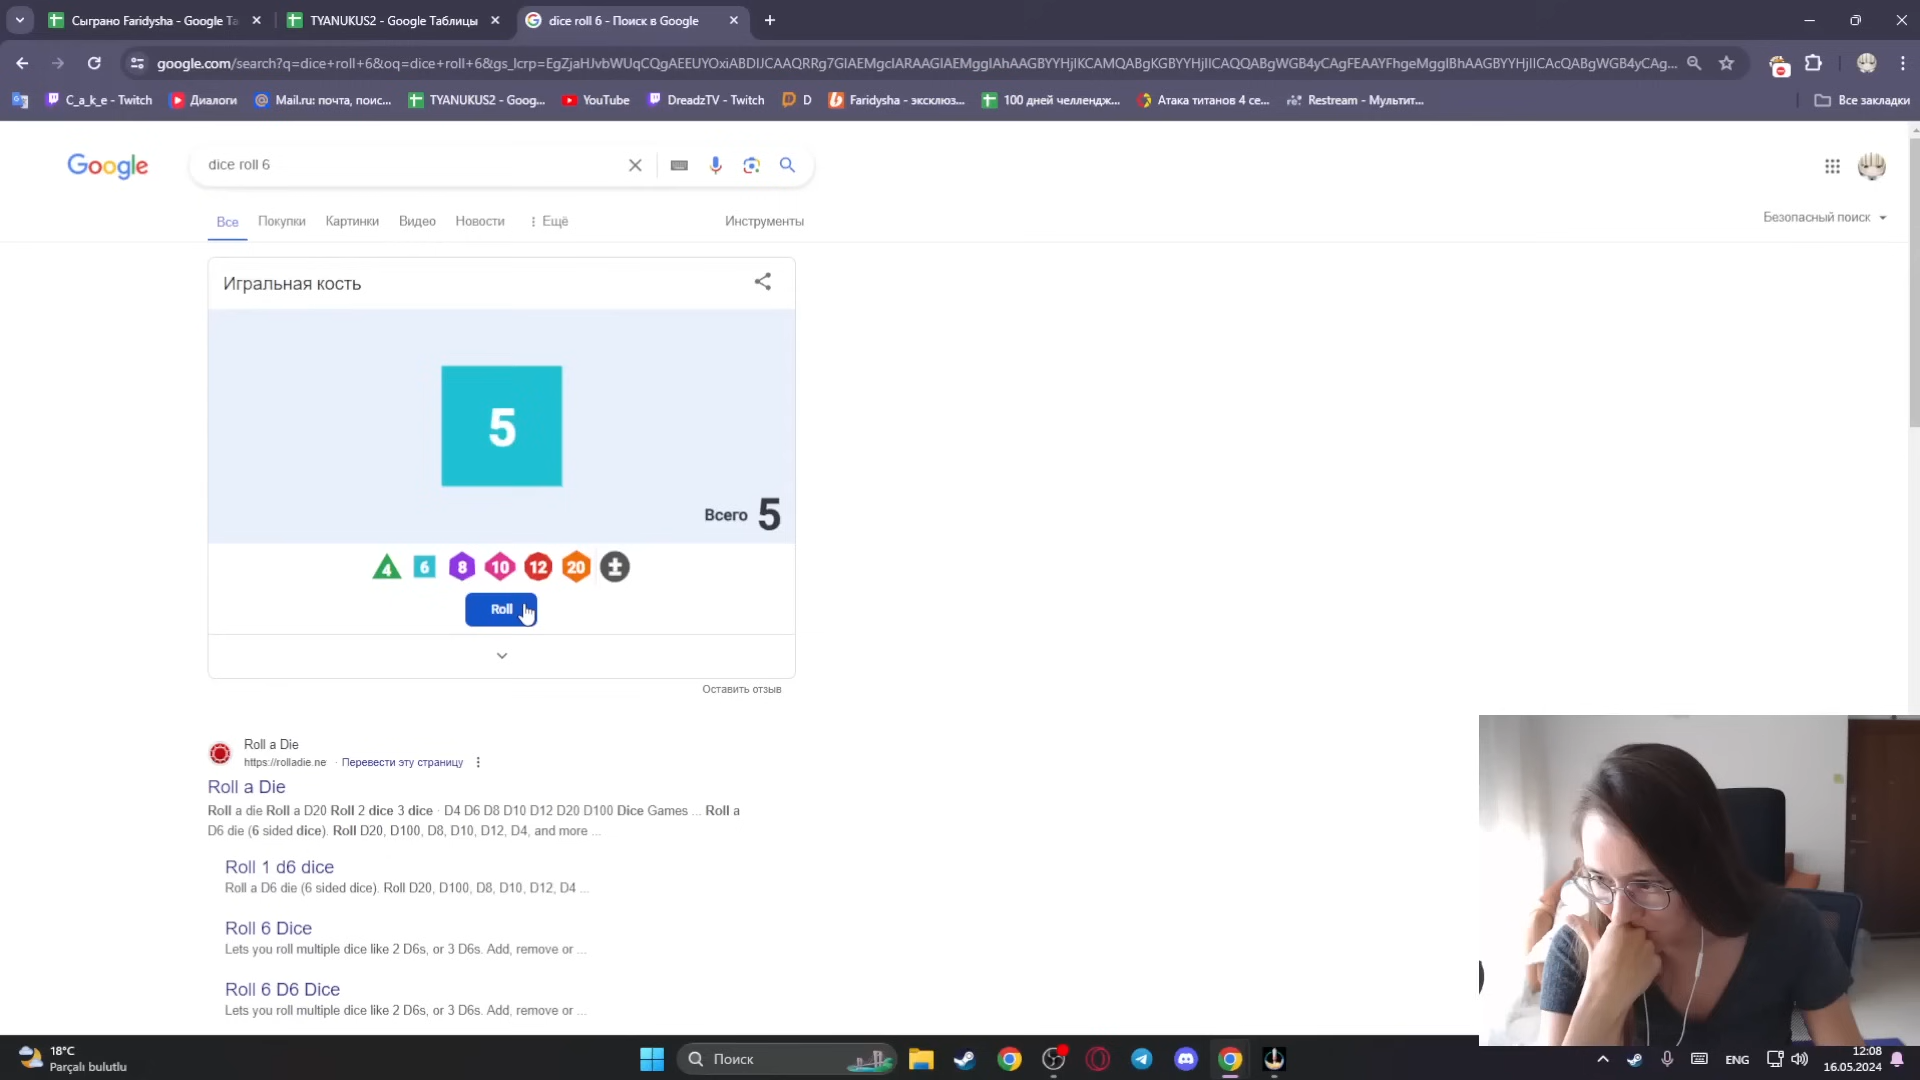 Сыграно Faridysha - Google Та
TYANUKUS2 - Google Таблицы
dice roll 6 - Поиск в Google
google.com/search?q=dice+roll+6&oq=dice+roll+6&gs_lcrp=
C_a_k_e - Twitch
Диалоги
Mail.ru: почта, поис...
TYANUKUS2 - Goog...
YouTube
DreadzTV - Twitch
D
Faridysha - эксклюз...
100 дней челлендж...
Атака титанов 4 се...
Restream - Мультит...
Все закладки
Google
dice roll 6
Все
Покупки
Картинки
Видео
Новости
Ещё
Инструменты
Безопасный поиск
Игральная кость
5
Всего 5
4 6 8 10 12 20 ±
Roll
Оставить отзыв
Roll a Die
https://rolladie.ne · Перевести эту страницу
Roll a Die
Roll a die Roll a D20 Roll 2 dice 3 dice · D4 D6 D8 D10 D12 D20 D100 Dice Games ... Roll a
D6 die (6 sided dice). Roll D20, D100, D8, D10, D12, D4, and more ...
Roll 1 d6 dice
Roll a D6 die (6 sided dice). Roll D20, D100, D8, D10, D12, D4 ...
Roll 6 Dice
Lets you roll multiple dice like 2 D6s, or 3 D6s. Add, remove or ...
Roll 6 D6 Dice
Lets you roll multiple dice like 2 D6s, or 3 D6s. Add, remove or ...
18°C
Parçalı bulutlu
Поиск
ENG
12:08
16.05.2024